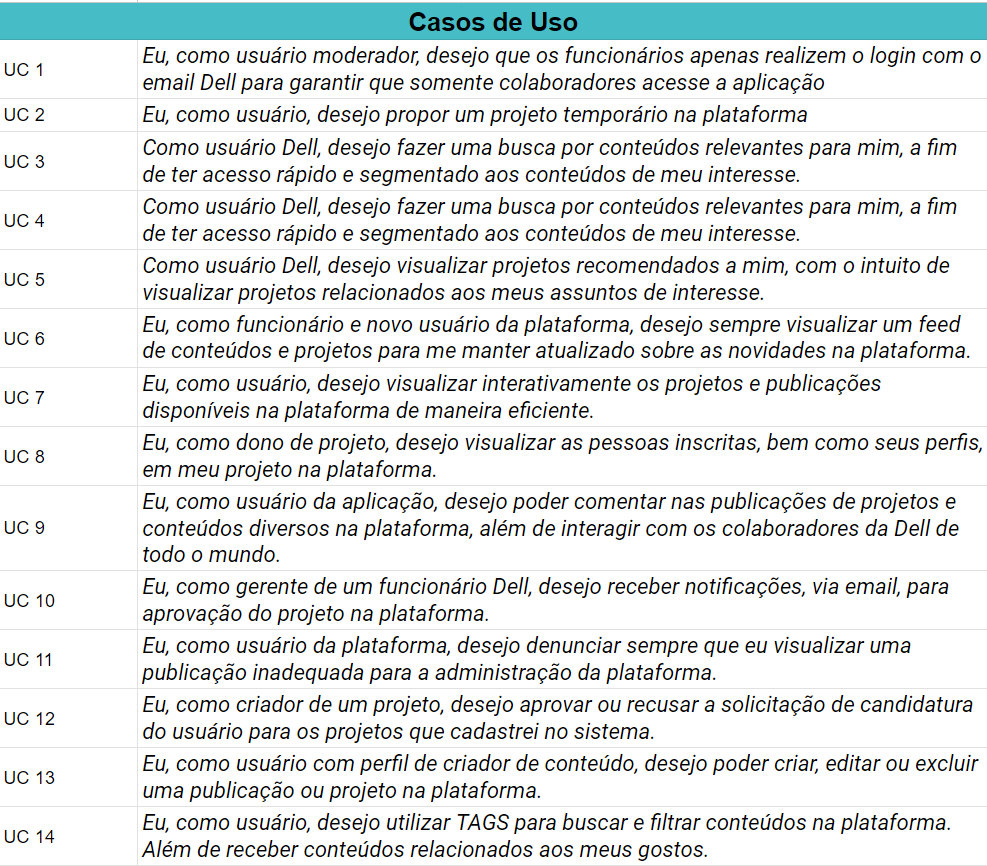 Casos de Uso
UC 1
Eu, como usuário moderador, desejo que os funcionários apenas realizem o login com o
email Dell para garantir que somente colaboradores acesse a aplicação
UC 2
Eu, como usuário, desejo propor um projeto temporário na plataforma
UC 3
Como usuário Dell, desejo fazer uma busca por conteúdos relevantes para mim, a fim
de ter acesso rápido e segmentado aos conteúdos de meu interesse.
UC 4
Como usuário Dell, desejo fazer uma busca por conteúdos relevantes para mim, a fim
de ter acesso rápido e segmentado aos conteúdos de meu interesse.
UC 5
Como usuário Dell, desejo visualizar projetos recomendados a mim, com o intuito de
visualizar projetos relacionados aos meus assuntos de interesse.
UC 6
Eu, como funcionário e novo usuário da plataforma, desejo sempre visualizar um feed
de conteúdos e projetos para me manter atualizado sobre as novidades na plataforma.
UC 7
Eu, como usuário, desejo visualizar interativamente os projetos e publicações
disponíveis na plataforma de maneira eficiente.
UC 8
Eu, como dono de projeto, desejo visualizar as pessoas inscritas, bem como seus perfis,
em meu projeto na plataforma.
UC 9
Eu, como usuário da aplicação, desejo poder comentar nas publicações de projetos e
conteúdos diversos na plataforma, além de interagir com os colaboradores da Dell de
todo o mundo.
UC 10
Eu, como gerente de um funcionário Dell, desejo receber notificações, via email, para
aprovação do projeto na plataforma.
UC 11
Eu, como usuário da plataforma, desejo denunciar sempre que eu visualizar uma
publicação inadequada para a administração da plataforma.
UC 12
Eu, como criador de um projeto, desejo aprovar ou recusar a solicitação de candidatura
do usuário para os projetos que cadastrei no sistema.
UC 13
Eu, como usuário com perfil de criador de conteúdo, desejo poder criar, editar ou excluir
uma publicação ou projeto na plataforma.
UC 14
Eu, como usuário, desejo utilizar TAGS para buscar e filtrar conteúdos na plataforma.
Além de receber conteúdos relacionados aos meus gostos.